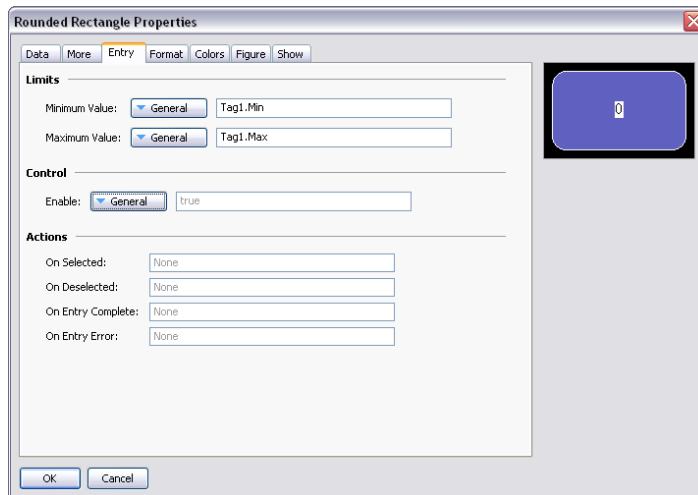 Rounded Rectangle Properties
Data More Entry Format Colors Figure Show
Limits
Minimum Value: General Tag1.Min
Maximum Value: General Tag1.Max
0
Control
Enable: General true
Actions
On Selected: None
On Deselected: None
On Entry Complete: None
On Entry Error: None
OK Cancel